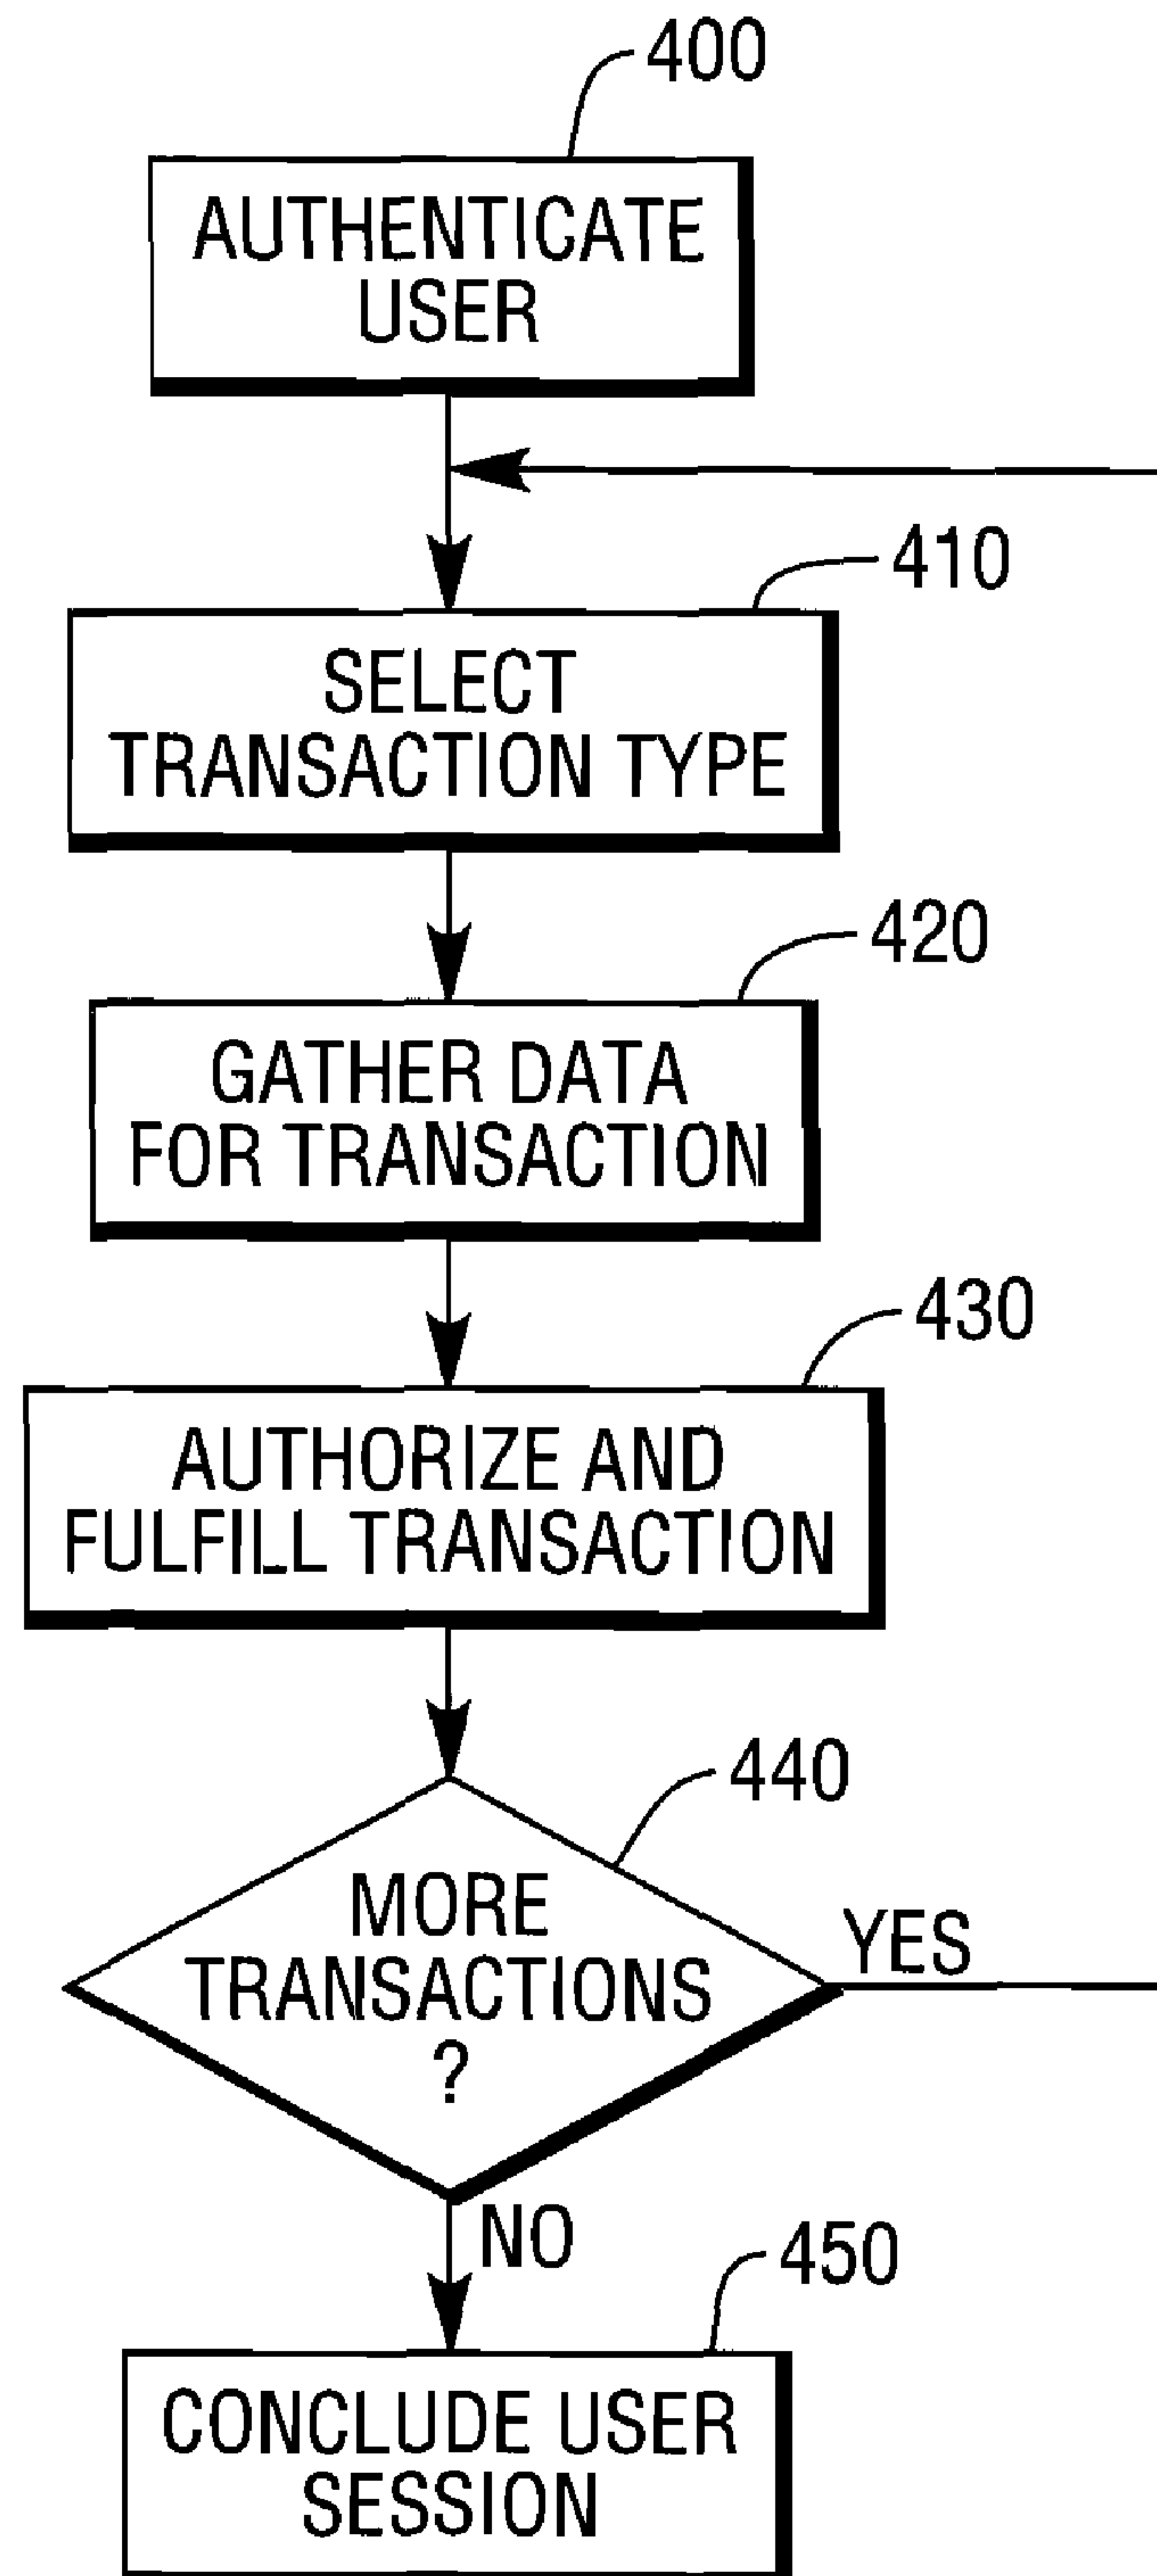 400
AUTHENTICATE
USER
410
SELECT
TRANSACTION TYPE
420
GATHER DATA
FOR TRANSACTION
430
AUTHORIZE AND
FULFILL TRANSACTION
440
MORE
TRANSACTIONS
?
YES
NO
450
CONCLUDE USER
SESSION